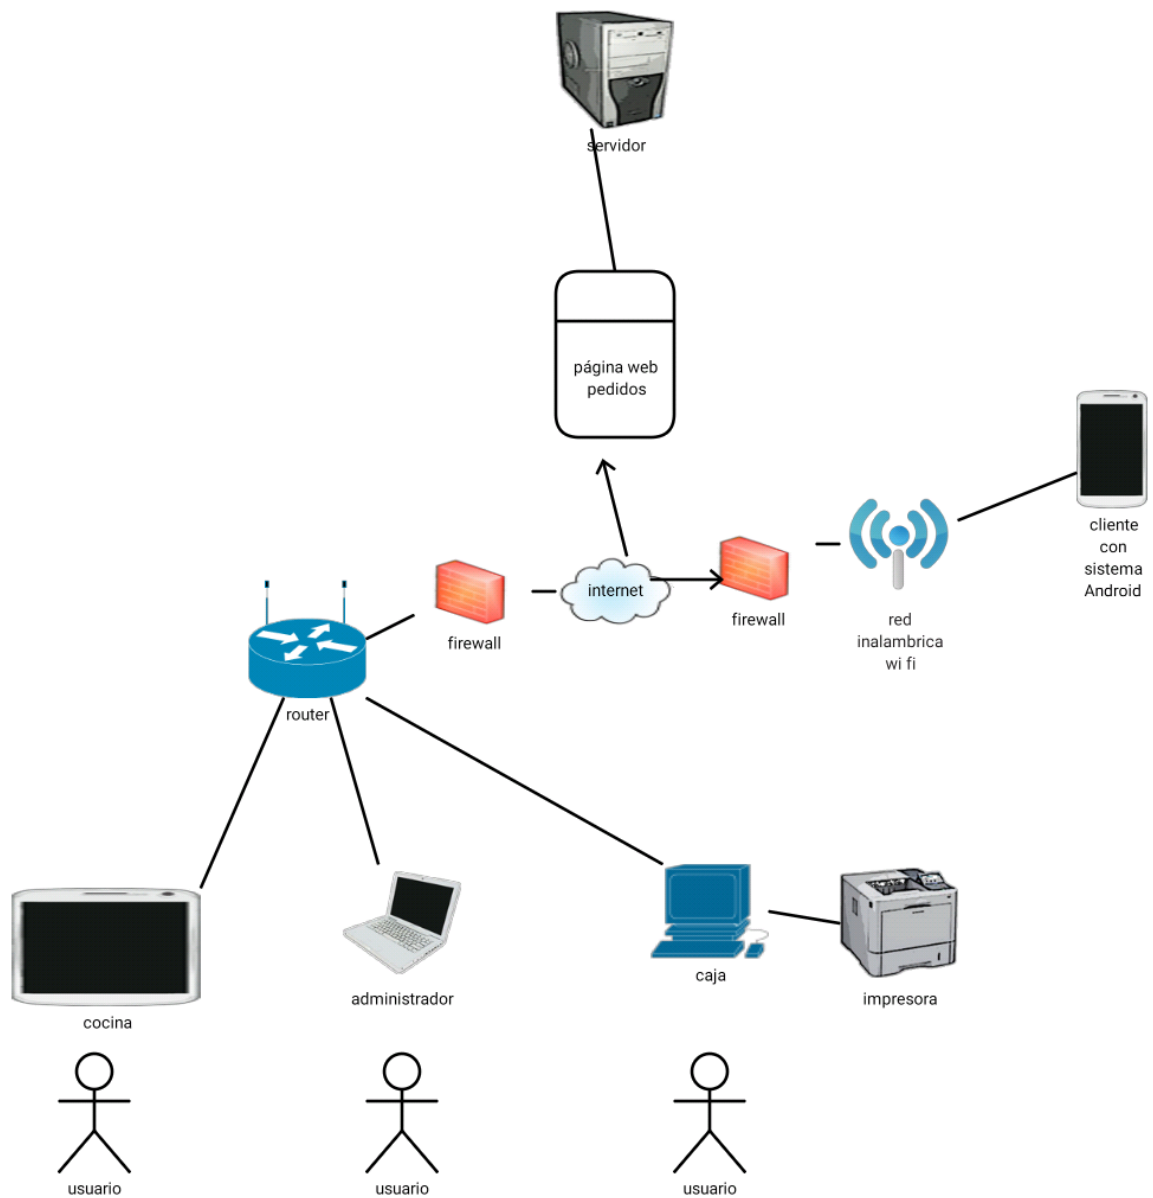 servidor
página web
pedidos
cliente
con
sistema
Android
internet
firewall
firewall
red
inalambrica
wi fi
router
cocina
administrador
caja
impresora
usuario
usuario
usuario